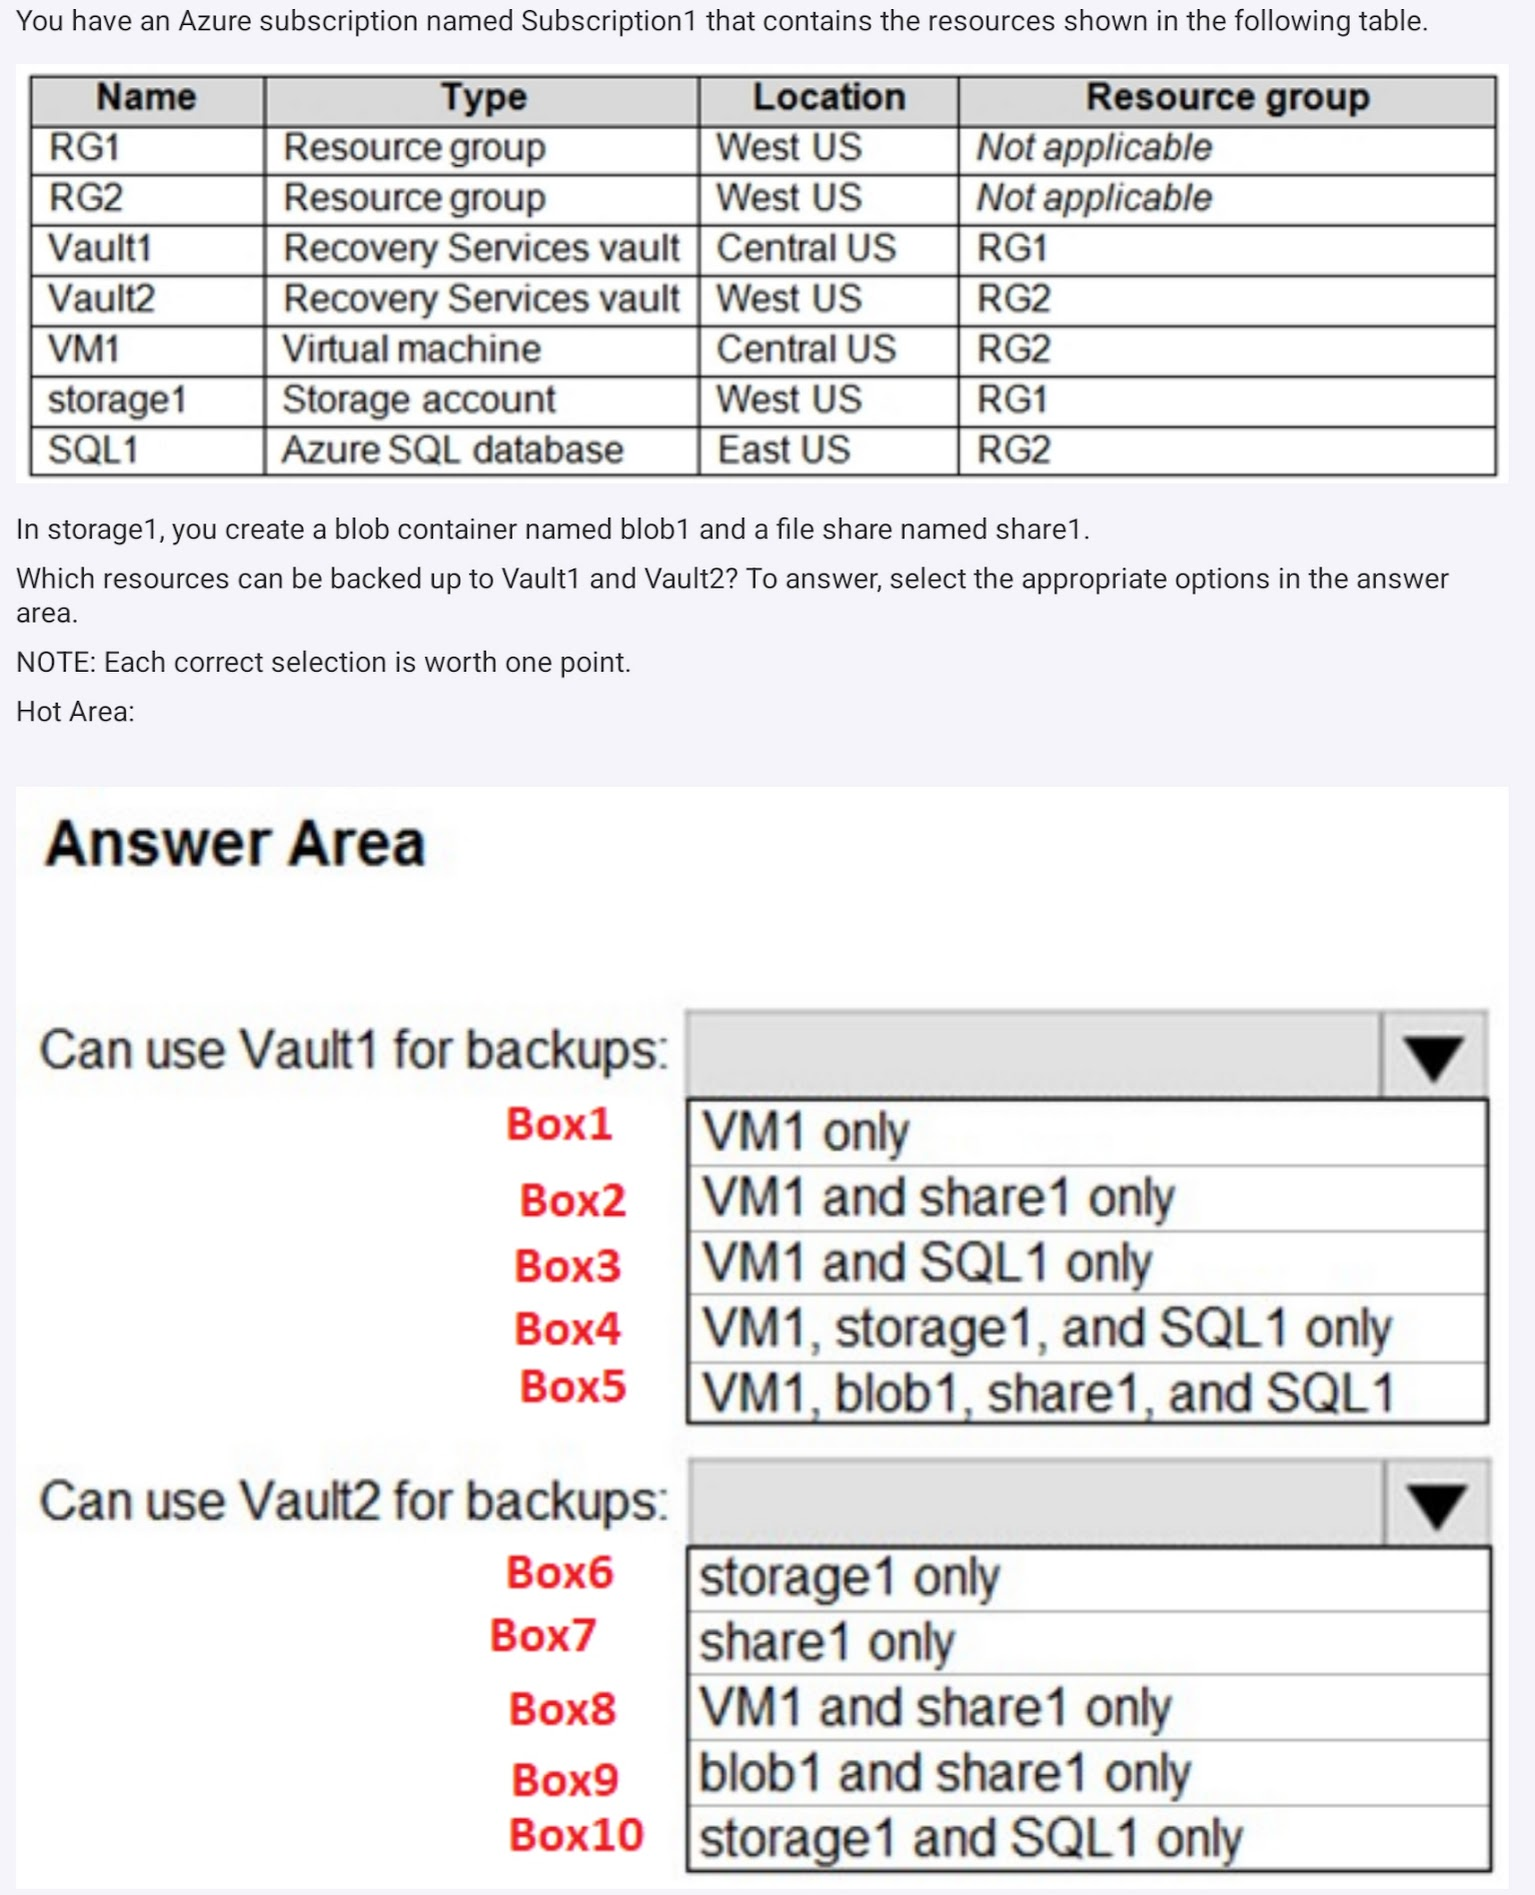 You have an Azure subscription named Subscription1 that contains the resources shown in the following table.
Name Type Location Resource group
RG1 Resource group West US Not applicable
RG2 Resource group West US Not applicable
Vault1 Recovery Services vault Central US RG1
Vault2 Recovery Services vault West US RG2
VM1 Virtual machine Central US RG2
storage1 Storage account West US RG1
SQL1 Azure SQL database East US RG2
In storage1, you create a blob container named blob1 and a file share named share1.
Which resources can be backed up to Vault1 and Vault2? To answer, select the appropriate options in the answer
area.
NOTE: Each correct selection is worth one point.
Hot Area:
Answer Area
Can use Vault1 for backups:
Box1 VM1 only
Box2 VM1 and share1 only
Box3 VM1 and SQL1 only
Box4 VM1, storage1, and SQL1 only
Box5 VM1, blob1, share1, and SQL1
Can use Vault2 for backups:
Box6 storage1 only
Box7 share1 only
Box8 VM1 and share1 only
Box9 blob1 and share1 only
Box10 storage1 and SQL1 only